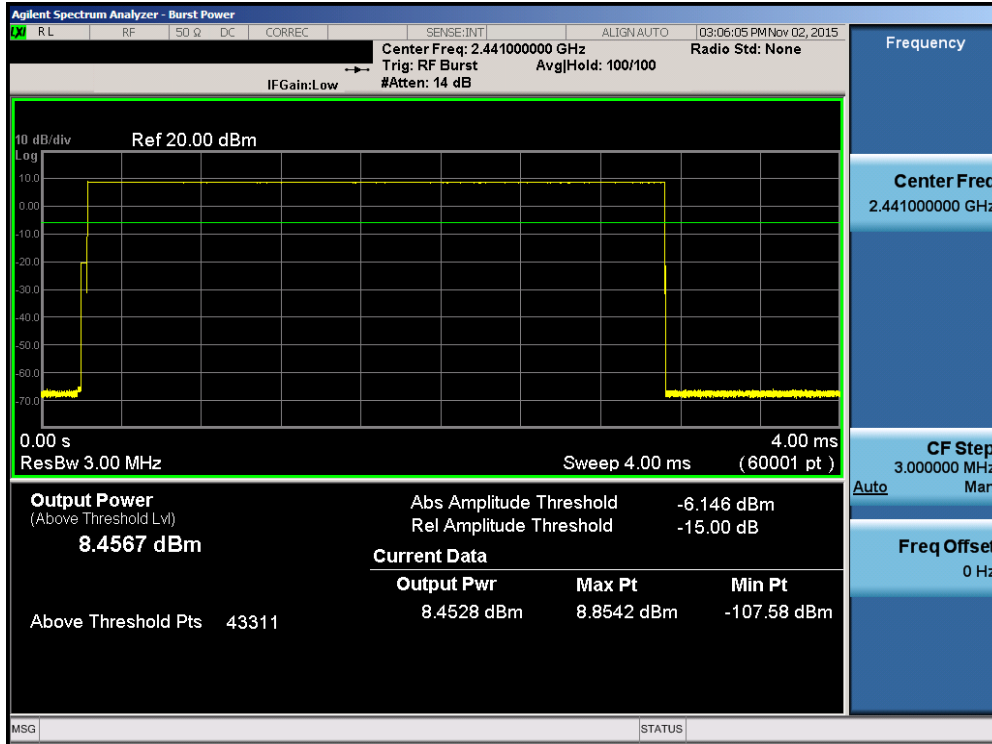 Agilent Spectrum Analyzer - Burst Power
LXI RL RF 50 Ω DC CORREC SENSE:INT ALIGN AUTO 03:06:05 PM Nov 02, 2015
Center Freq: 2.441000000 GHz Radio Std: None
Trig: RF Burst Avg|Hold: 100/100
IFGain:Low #Atten: 14 dB
10 dB/div Ref 20.00 dBm
Log
10.0
0.00
-10.0
-20.0
-30.0
-40.0
-50.0
-60.0
-70.0
0.00 s 4.00 ms
ResBw 3.00 MHz Sweep 4.00 ms (60001 pt)
Output Power
(Above Threshold Lvl)
8.4567 dBm
Above Threshold Pts 43311
Abs Amplitude Threshold -6.146 dBm
Rel Amplitude Threshold -15.00 dB
Current Data
Output Pwr Max Pt Min Pt
8.4528 dBm 8.8542 dBm -107.58 dBm
MSG STATUS
Frequency
Center Freq
2.441000000 GHz
CF Step
3.000000 MHz
Auto Man
Freq Offset
0 Hz